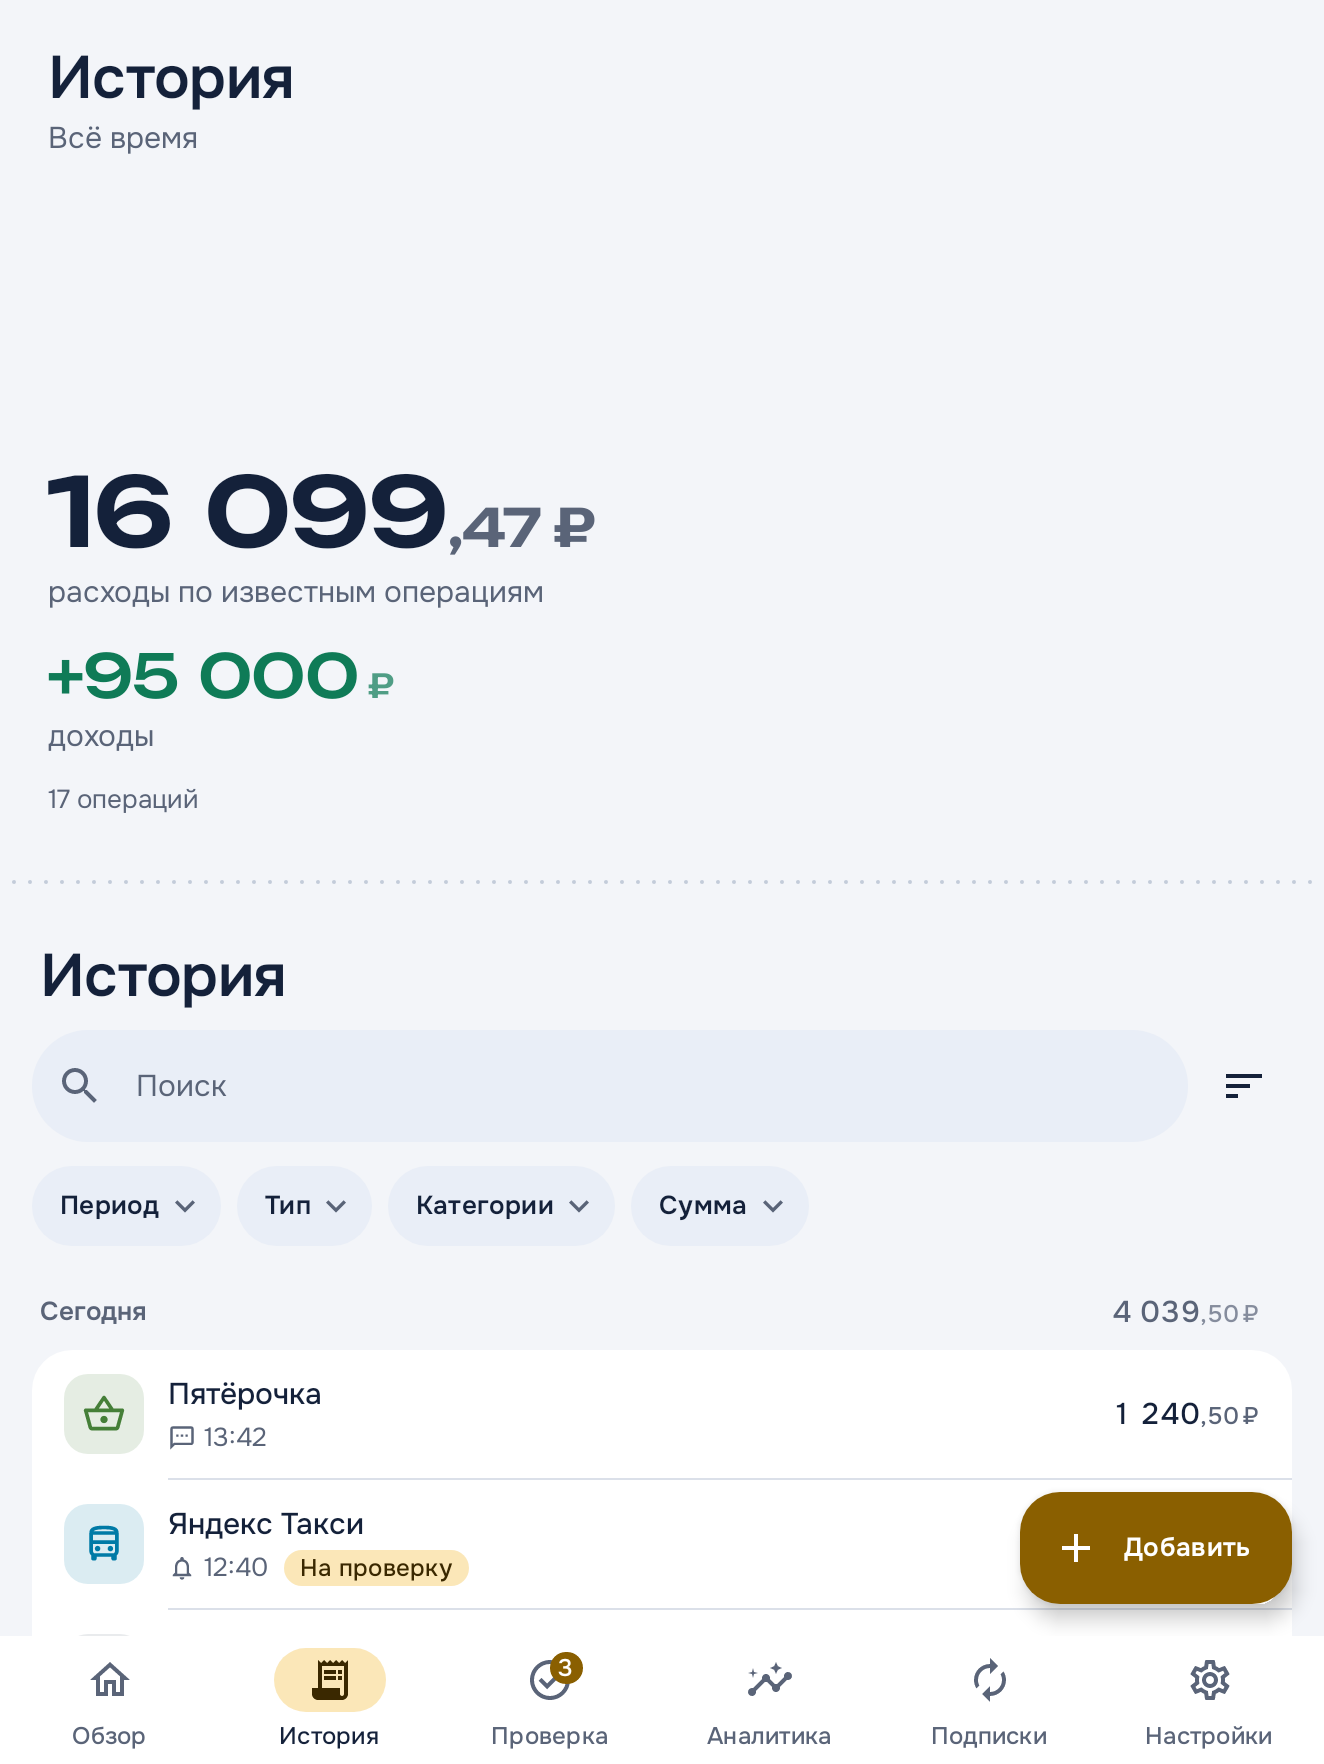 История
Всё время
16 099,47 ₽
расходы по известным операциям
+95 000 ₽
доходы
17 операций
История
Поиск
Период Тип Категории Сумма
Сегодня 4 039,50 ₽
Пятёрочка
13:42 1 240,50 ₽
Яндекс Такси
12:40 На проверку
Добавить
3
Обзор История Проверка Аналитика Подписки Настройки